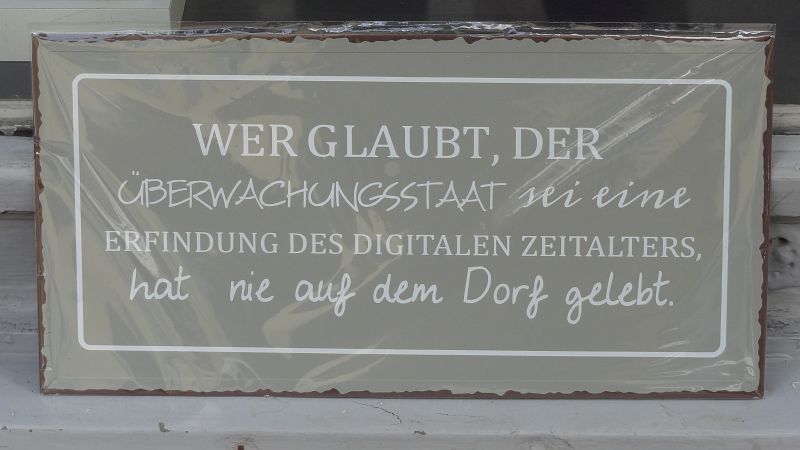 WER GLAUBT, DER
ÜBERWACHUNGSSTAAT sei eine
ERFINDUNG DES DIGITALEN ZEITALTERS,
hat nie auf dem Dorf gelebt.